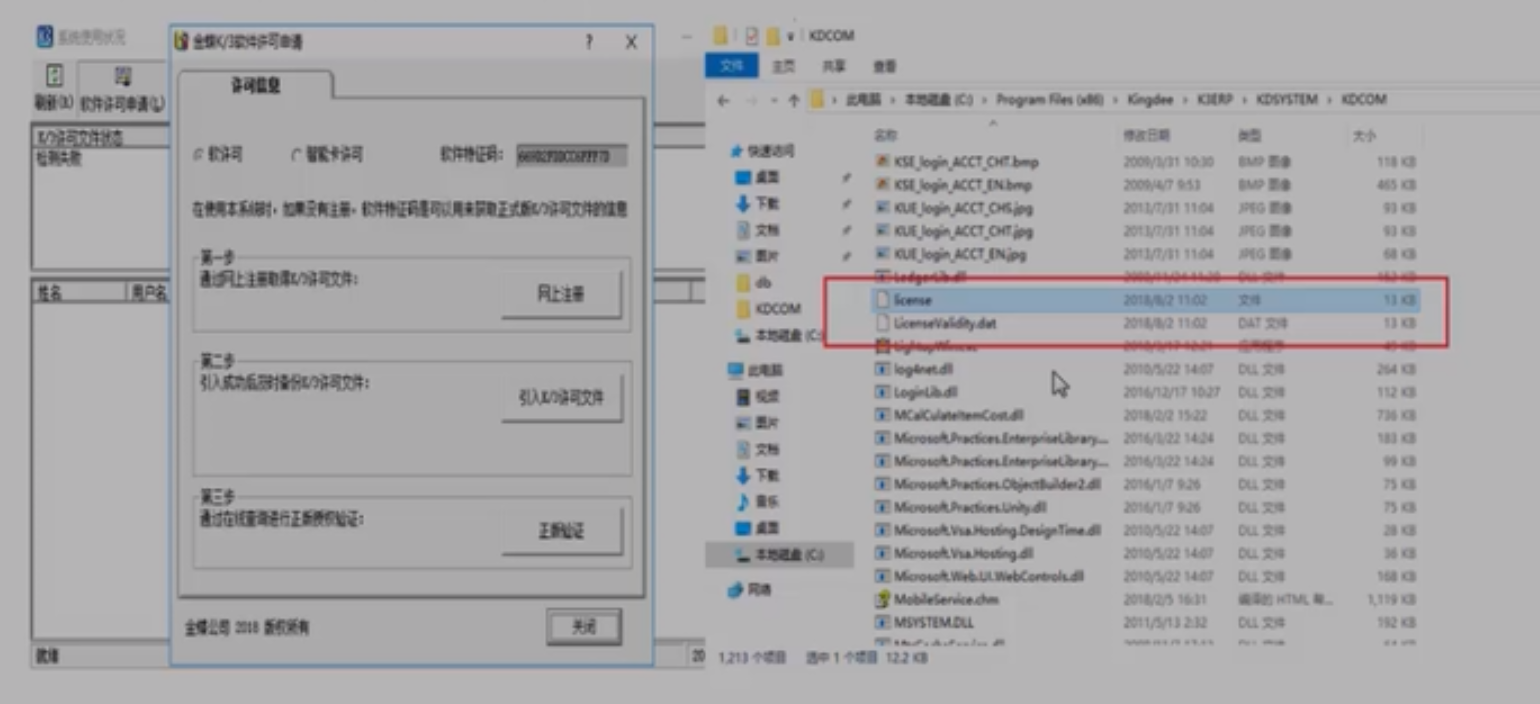 系统使用状况
刷新(R) 软件许可申请(L)
K/3许可文件状态
检测失败
姓名 用户名
就绪
20
金蝶K/3软件许可申请
? X
许可信息
软许可 智能卡许可 软件特征码:
在使用本系统时,如果没有注册,软件特征码是可以用来获取正式版K/3许可文件的信息
第一步
通过网上注册取得K/3许可文件:
网上注册
第二步
引入成功后及时备份K/3许可文件:
引入K/3许可文件
第三步
通过在线查询进行正版授权验证:
正版验证
金蝶公司 2018 版权所有
关闭
KDCOM
文件 主页 共享 查看
此电脑 › 本地磁盘 (C:) › Program Files (x86) › Kingdee › K3ERP › KDSYSTEM › KDCOM
快速访问
桌面
下载
文档
图片
db
KDCOM
本地磁盘 (C:)
此电脑
视频
图片
文档
下载
音乐
桌面
本地磁盘 (C:)
网络
名称 修改日期 类型 大小
KSE_login_ACCT_CHT.bmp 2009/3/31 10:30 BMP 图像 118 KB
KSE_login_ACCT_EN.bmp 2009/4/7 9:53 BMP 图像 465 KB
KUE_login_ACCT_CHS.jpg 2013/7/31 11:04 JPEG 图像 93 KB
KUE_login_ACCT_CHT.jpg 2013/7/31 11:04 JPEG 图像 93 KB
KUE_login_ACCT_EN.jpg 2013/7/31 11:04 JPEG 图像 68 KB
LedgerLib.dll DLL 文件
license 2018/8/2 11:02 文件 13 KB
LicenseValidity.dat 2018/8/2 11:02 DAT 文件 13 KB
log4net.dll 2010/5/22 14:07 DLL 文件 264 KB
LoginLib.dll 2016/12/17 10:27 DLL 文件 112 KB
MCalCulateItemCost.dll 2018/2/2 15:22 DLL 文件 736 KB
Microsoft.Practices.EnterpriseLibrary.... 2016/3/22 14:24 DLL 文件 183 KB
Microsoft.Practices.EnterpriseLibrary.... 2016/3/22 14:24 DLL 文件 99 KB
Microsoft.Practices.ObjectBuilder2.dll 2016/1/7 9:26 DLL 文件 75 KB
Microsoft.Practices.Unity.dll 2016/1/7 9:26 DLL 文件 75 KB
Microsoft.Vsa.Hosting.DesignTime.dll 2010/5/22 14:07 DLL 文件 28 KB
Microsoft.Vsa.Hosting.dll 2010/5/22 14:07 DLL 文件 36 KB
Microsoft.Web.UI.WebControls.dll 2010/5/22 14:07 DLL 文件 168 KB
MobileService.chm 2018/2/5 16:31 编译的 HTML 帮... 1,119 KB
MSYSTEM.DLL 2011/5/13 2:32 DLL 文件 192 KB
1,213 个项目 选中 1 个项目 12.2 KB